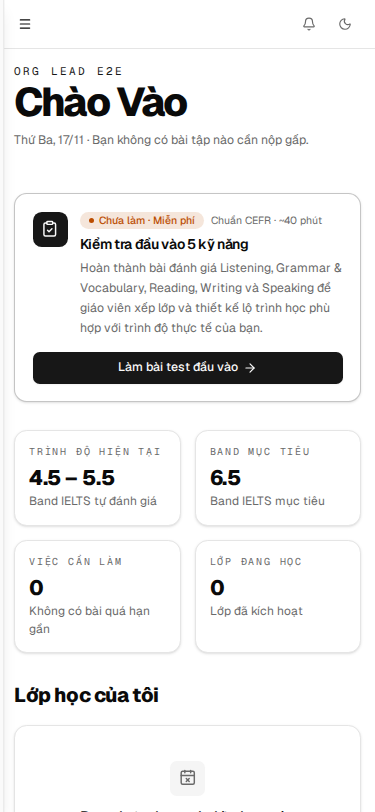 ORG LEAD E2E
Chào Vào
Thứ Ba, 17/11 · Bạn không có bài tập nào cần nộp gấp.
Chưa làm · Miễn phí
Chuẩn CEFR · ~40 phút
Kiểm tra đầu vào 5 kỹ năng
Hoàn thành bài đánh giá Listening, Grammar &
Vocabulary, Reading, Writing và Speaking để
giáo viên xếp lớp và thiết kế lộ trình học phù
hợp với trình độ thực tế của bạn.
Làm bài test đầu vào →
TRÌNH ĐỘ HIỆN TẠI
4.5 – 5.5
Band IELTS tự đánh giá
BAND MỤC TIÊU
6.5
Band IELTS mục tiêu
VIỆC CẦN LÀM
0
Không có bài quá hạn
gần
LỚP ĐANG HỌC
0
Lớp đã kích hoạt
Lớp học của tôi